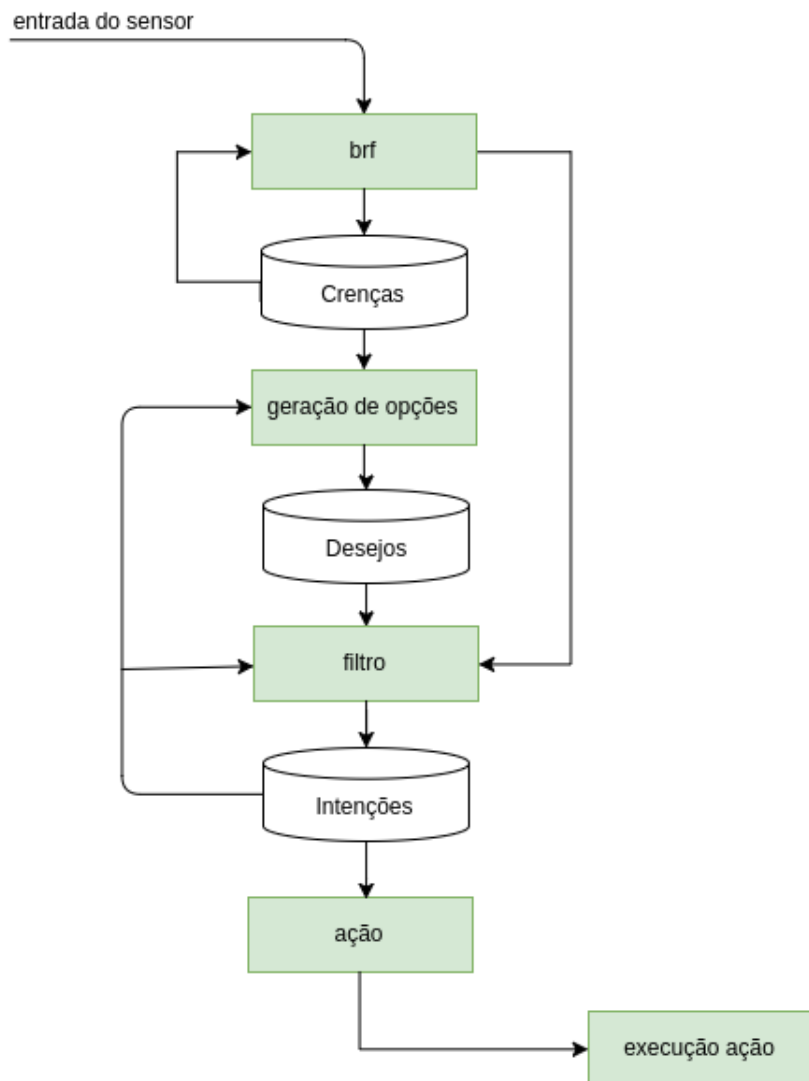 entrada do sensor
brf
Crenças
geração de opções
Desejos
filtro
Intenções
ação
execução ação